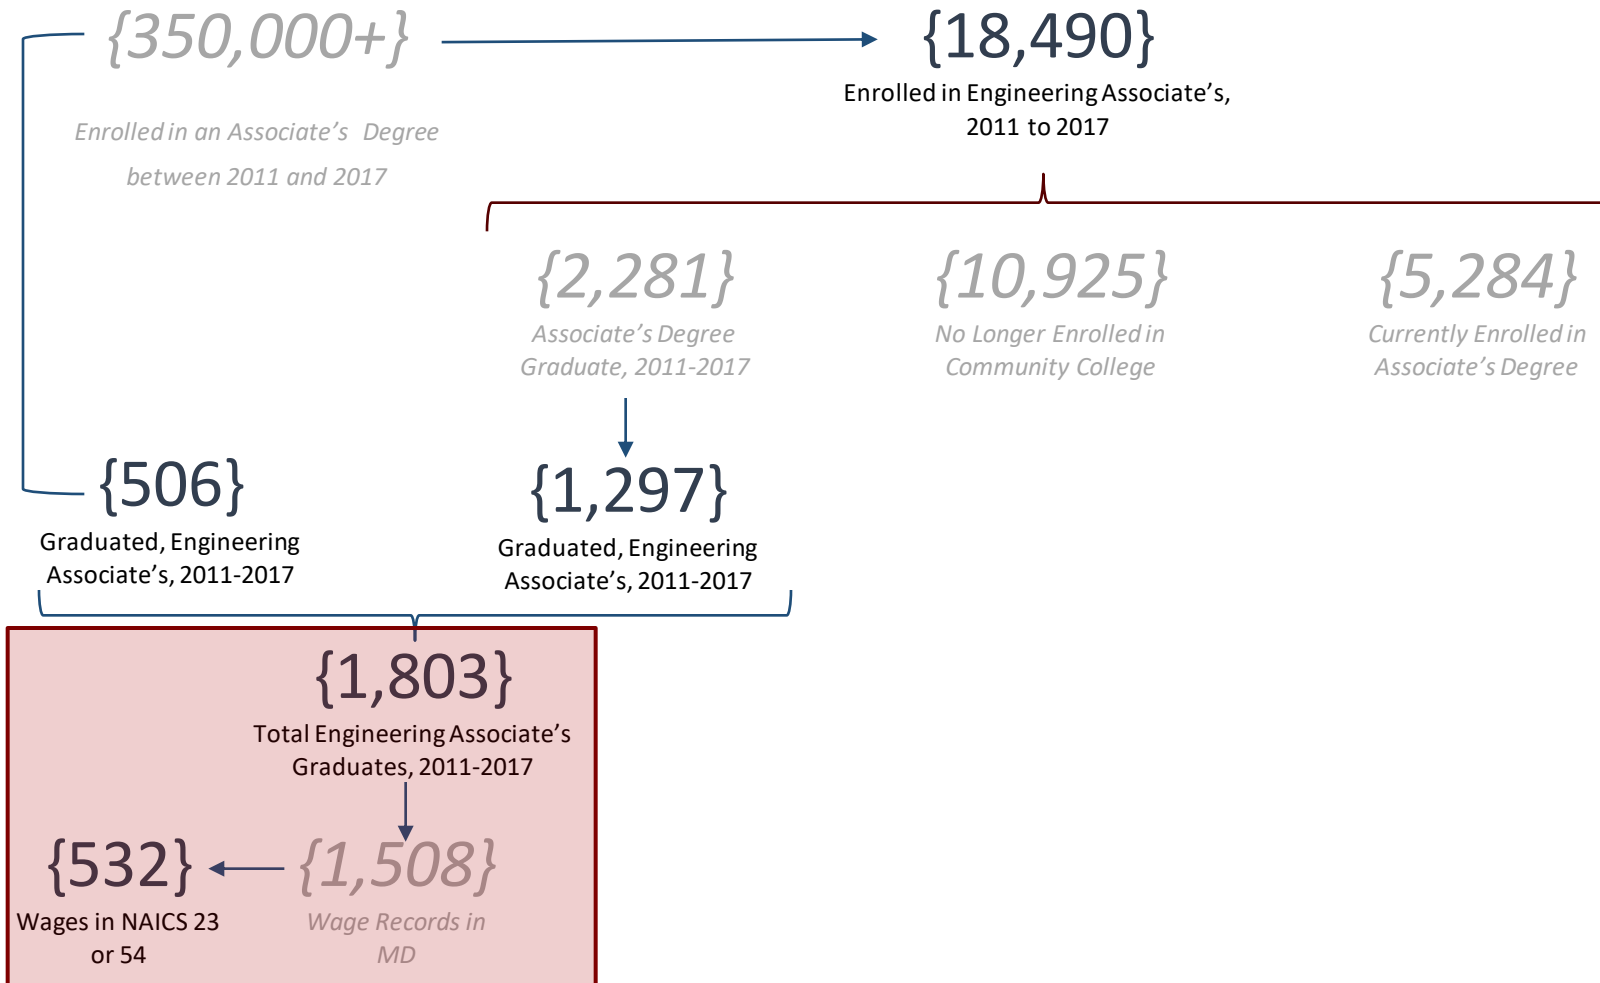 {350,000+}
Enrolled in an Associate's Degree
between 2011 and 2017
{18,490}
Enrolled in Engineering Associate's,
2011 to 2017
{2,281}
Associate's Degree
Graduate, 2011-2017
{10,925}
No Longer Enrolled in
Community College
{5,284}
Currently Enrolled in
Associate's Degree
{506}
Graduated, Engineering
Associate's, 2011-2017
{1,297}
Graduated, Engineering
Associate's, 2011-2017
{1,803}
Total Engineering Associate's
Graduates, 2011-2017
{532}
Wages in NAICS 23
or 54
{1,508}
Wage Records in
MD